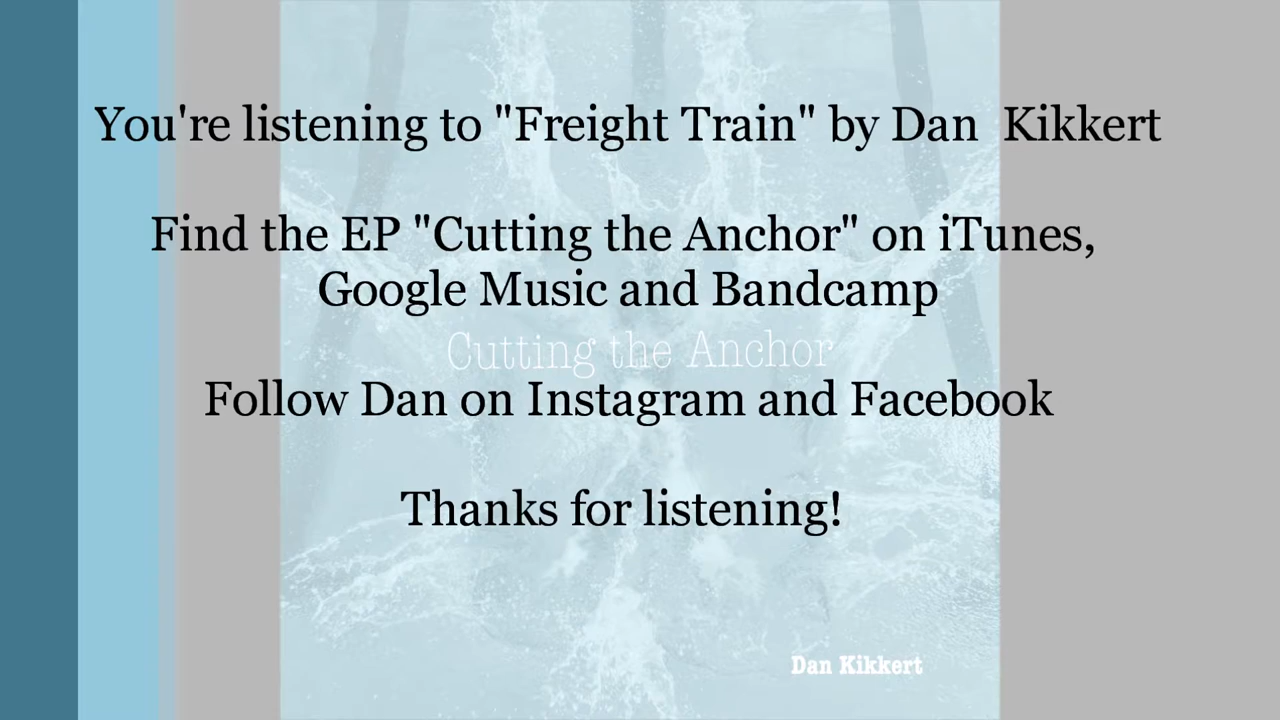 You're listening to "Freight Train" by Dan  Kikkert
Find the EP "Cutting the Anchor" on iTunes,
Google Music and Bandcamp
Cutting the Anchor
Follow Dan on Instagram and Facebook
Thanks for listening!
Dan Kikkert